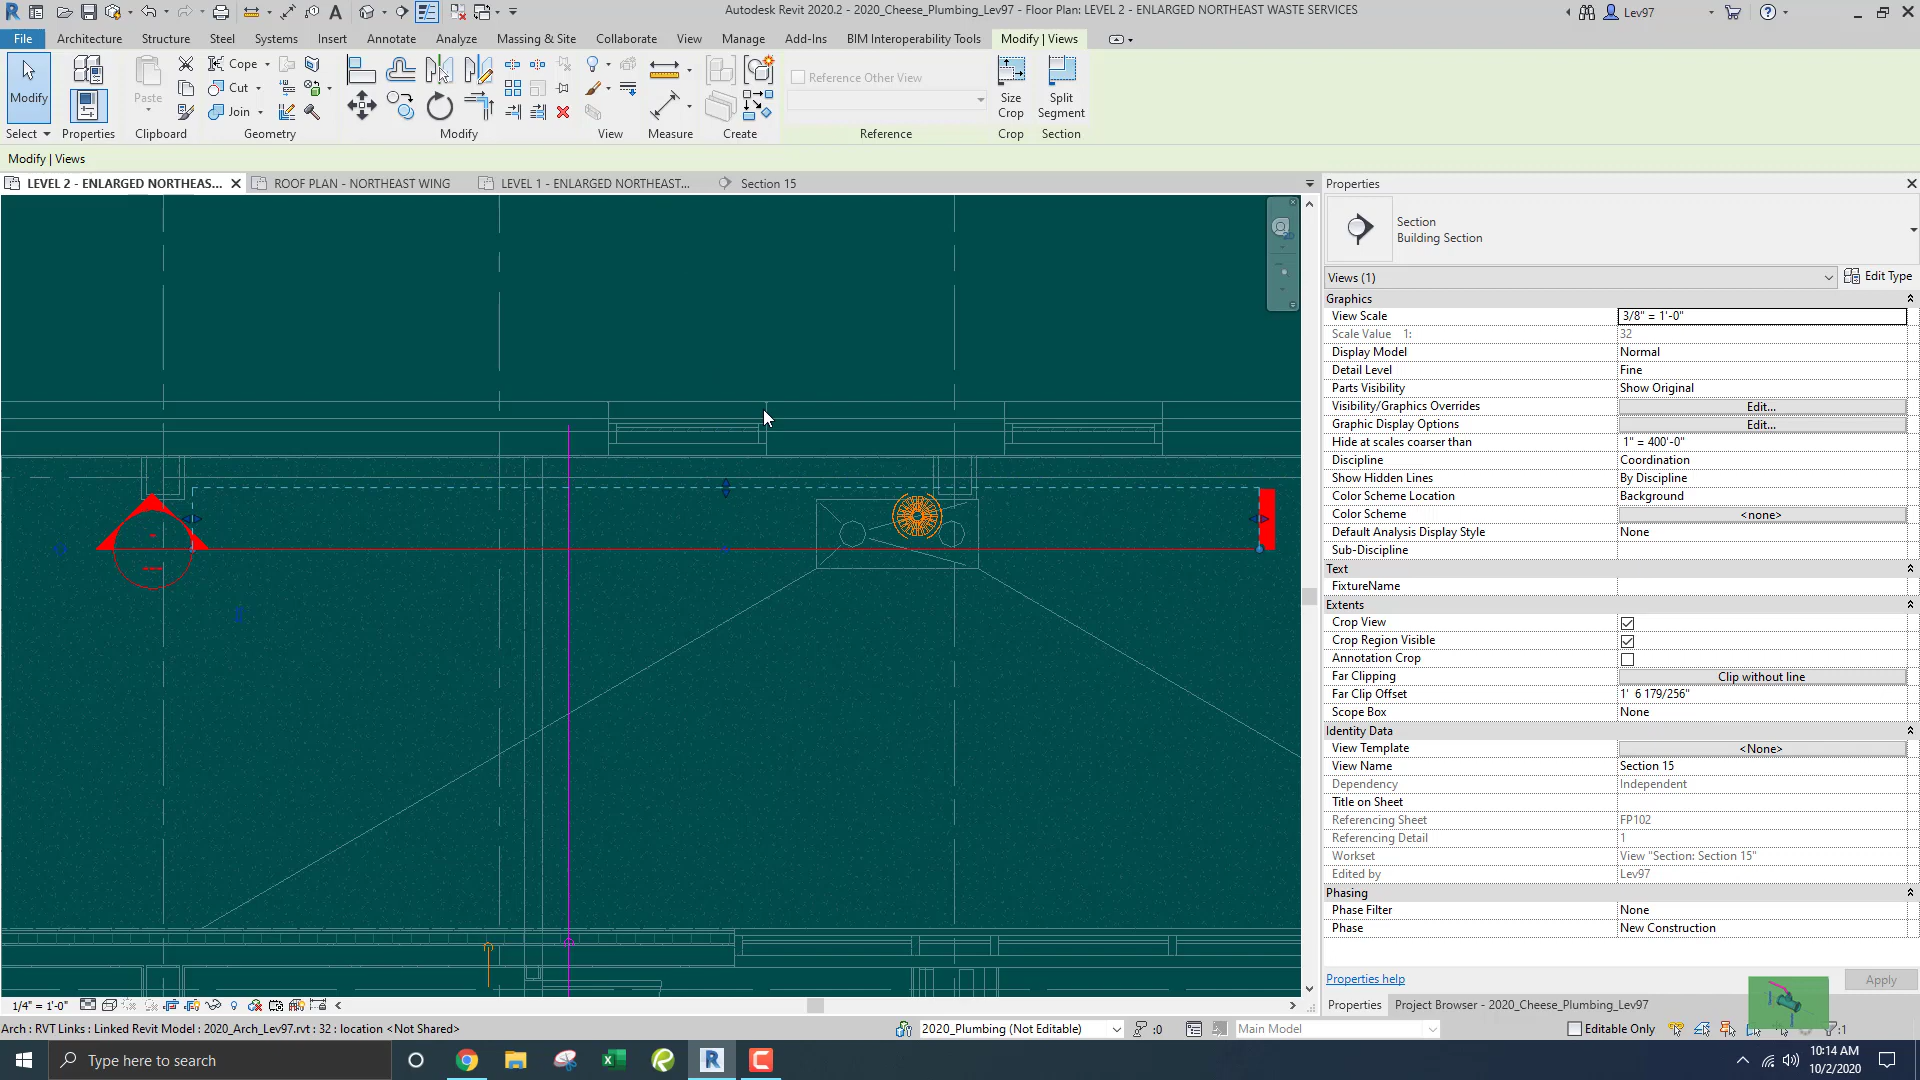 Autodesk Revit 2020.2 - 2020_Cheese_Plumbing_Lev97 - Floor Plan: LEVEL 2 - ENLARGED NORTHEAST WASTE SERVICES
Lev97
File Architecture Structure Steel Systems Insert Annotate Analyze Massing & Site Collaborate View Manage Add-Ins BIM Interoperability Tools Modify | Views
Modify
Paste
Cope
Cut
Join
Reference Other View
Size
Crop
Split
Segment
Select Properties Clipboard Geometry Modify View Measure Create Reference Crop Section
Modify | Views
LEVEL 2 - ENLARGED NORTHEAS... ROOF PLAN - NORTHEAST WING LEVEL 1 - ENLARGED NORTHEAST... Section 15
Properties
Section
Building Section
Views (1) Edit Type
Graphics
View Scale 3/8" = 1'-0"
Scale Value 1: 32
Display Model Normal
Detail Level Fine
Parts Visibility Show Original
Visibility/Graphics Overrides Edit...
Graphic Display Options Edit...
Hide at scales coarser than 1" = 400'-0"
Discipline Coordination
Show Hidden Lines By Discipline
Color Scheme Location Background
Color Scheme <none>
Default Analysis Display Style None
Sub-Discipline
Text
FixtureName
Extents
Crop View
Crop Region Visible
Annotation Crop
Far Clipping Clip without line
Far Clip Offset 1' 6 179/256"
Scope Box None
Identity Data
View Template <None>
View Name Section 15
Dependency Independent
Title on Sheet
Referencing Sheet FP102
Referencing Detail 1
Workset View "Section: Section 15"
Edited by Lev97
Phasing
Phase Filter None
Phase New Construction
Properties help Apply
1/4" = 1'-0"
Properties Project Browser - 2020_Cheese_Plumbing_Lev97
Arch : RVT Links : Linked Revit Model : 2020_Arch_Lev97.rvt : 32 : location <Not Shared> 2020_Plumbing (Not Editable) :0 Main Model Editable Only :1
Type here to search
10:14 AM
10/2/2020